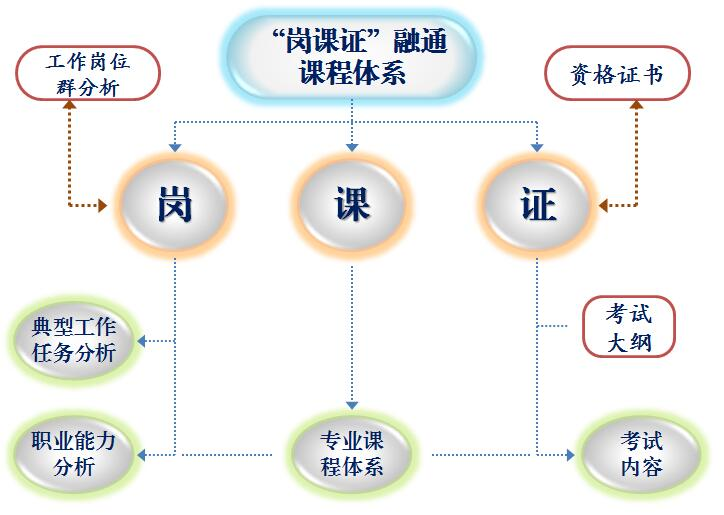 “岗课证”融通
课程体系
工作岗位
群分析
资格证书
岗
课
证
典型工作
任务分析
考试
大纲
职业能力
分析
专业课
程体系
考试
内容